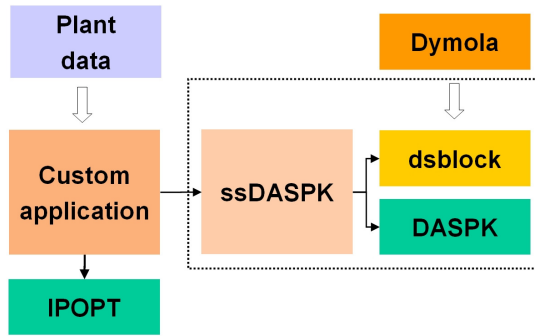 Plant
data
Dymola
Custom
application
ssDASPK
dsblock
DASPK
IPOPT